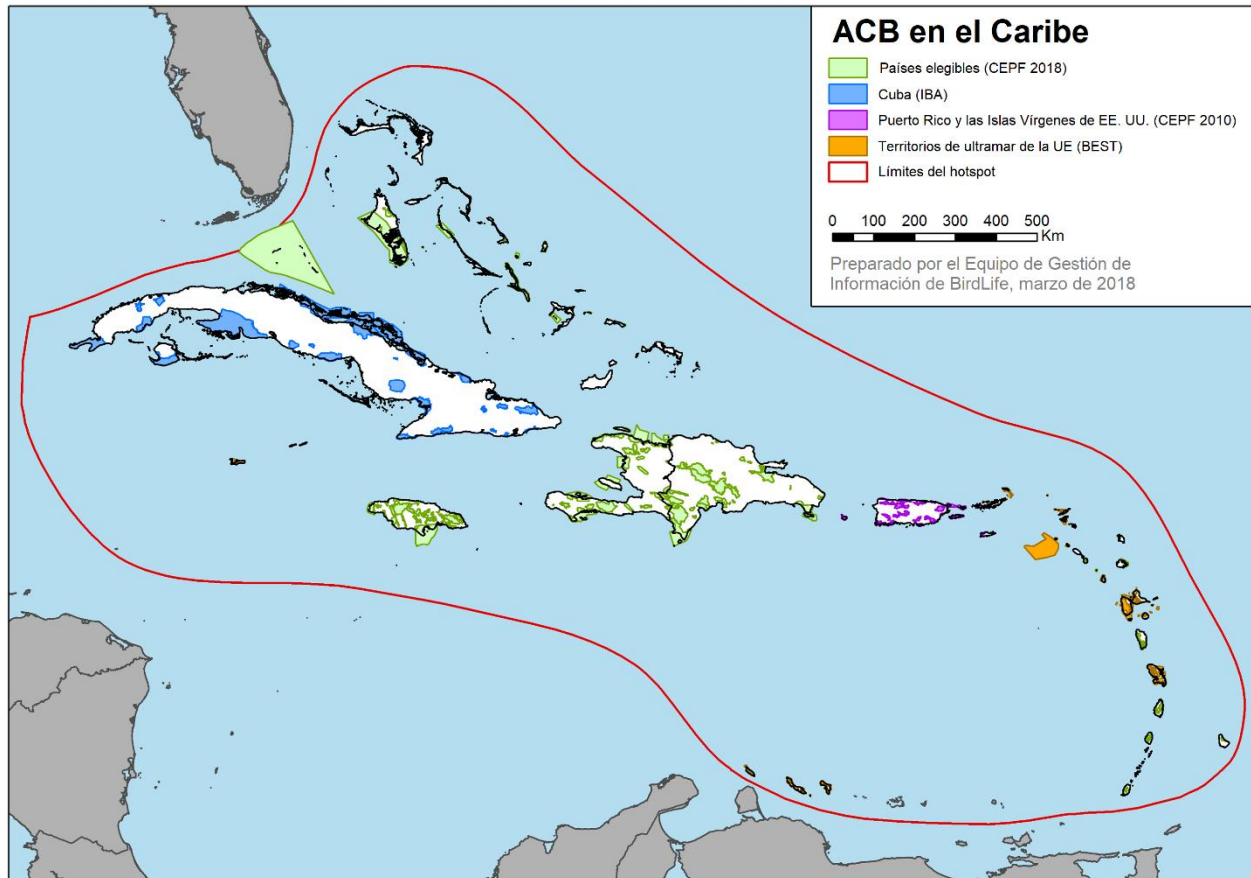 ACB en el Caribe
Países elegibles (CEPF 2018)
Cuba (IBA)
Puerto Rico y las Islas Vírgenes de EE. UU. (CEPF 2010)
Territorios de ultramar de la UE (BEST)
Límites del hotspot
0 100 200 300 400 500
Km
Preparado por el Equipo de Gestión de
Información de BirdLife, marzo de 2018